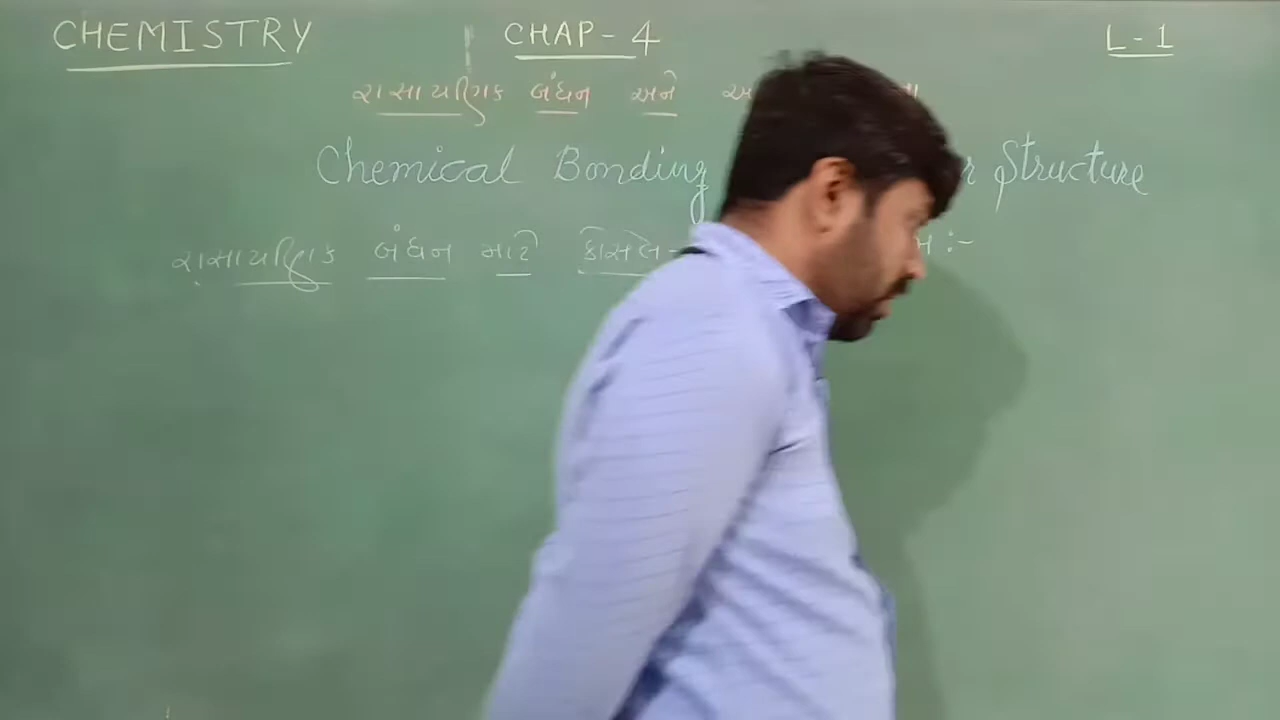 CHEMISTRY CHAP-4 L-1
રાસાયણિક બંધન અને
Chemical Bonding Structure
રાસાયણિક બંધન માટે કોસેલ-